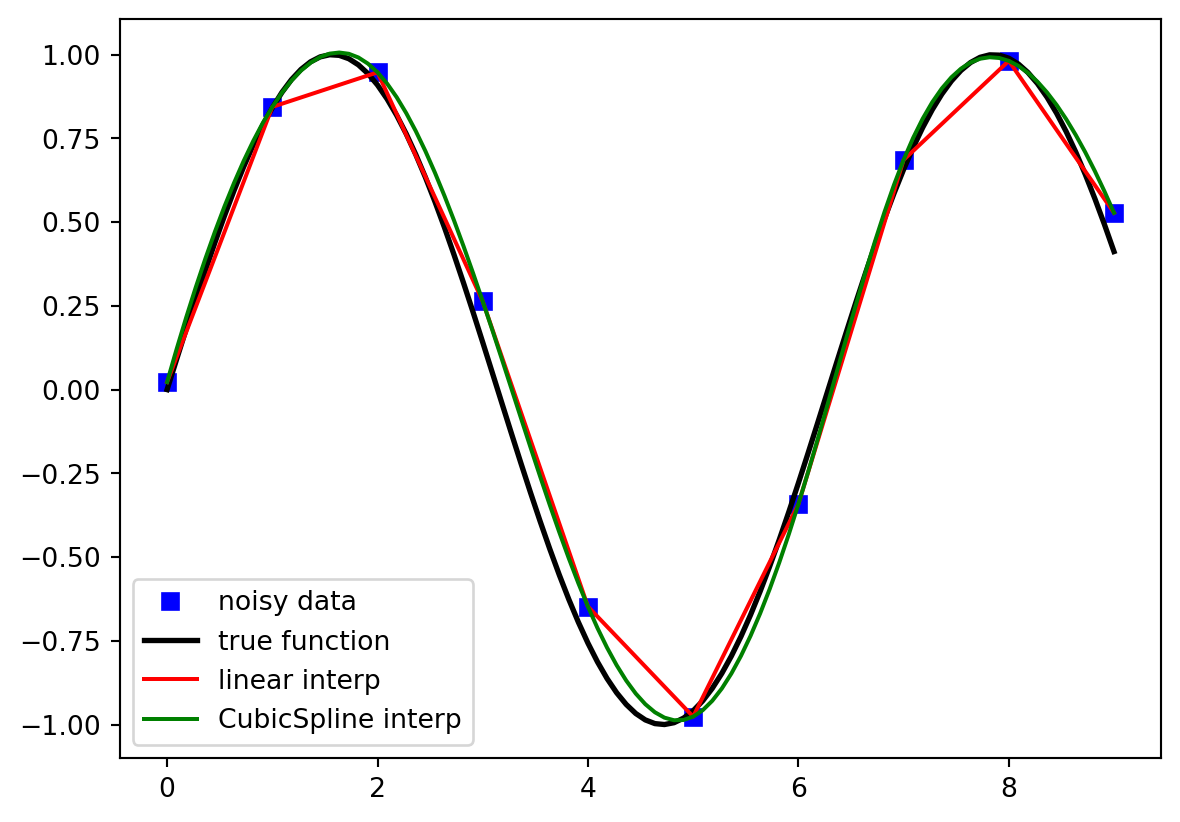 1.00
0.75
0.50
0.25
0.00
−0.25
−0.50
−0.75
−1.00
noisy data
true function
linear interp
CubicSpline interp
0 2 4 6 8